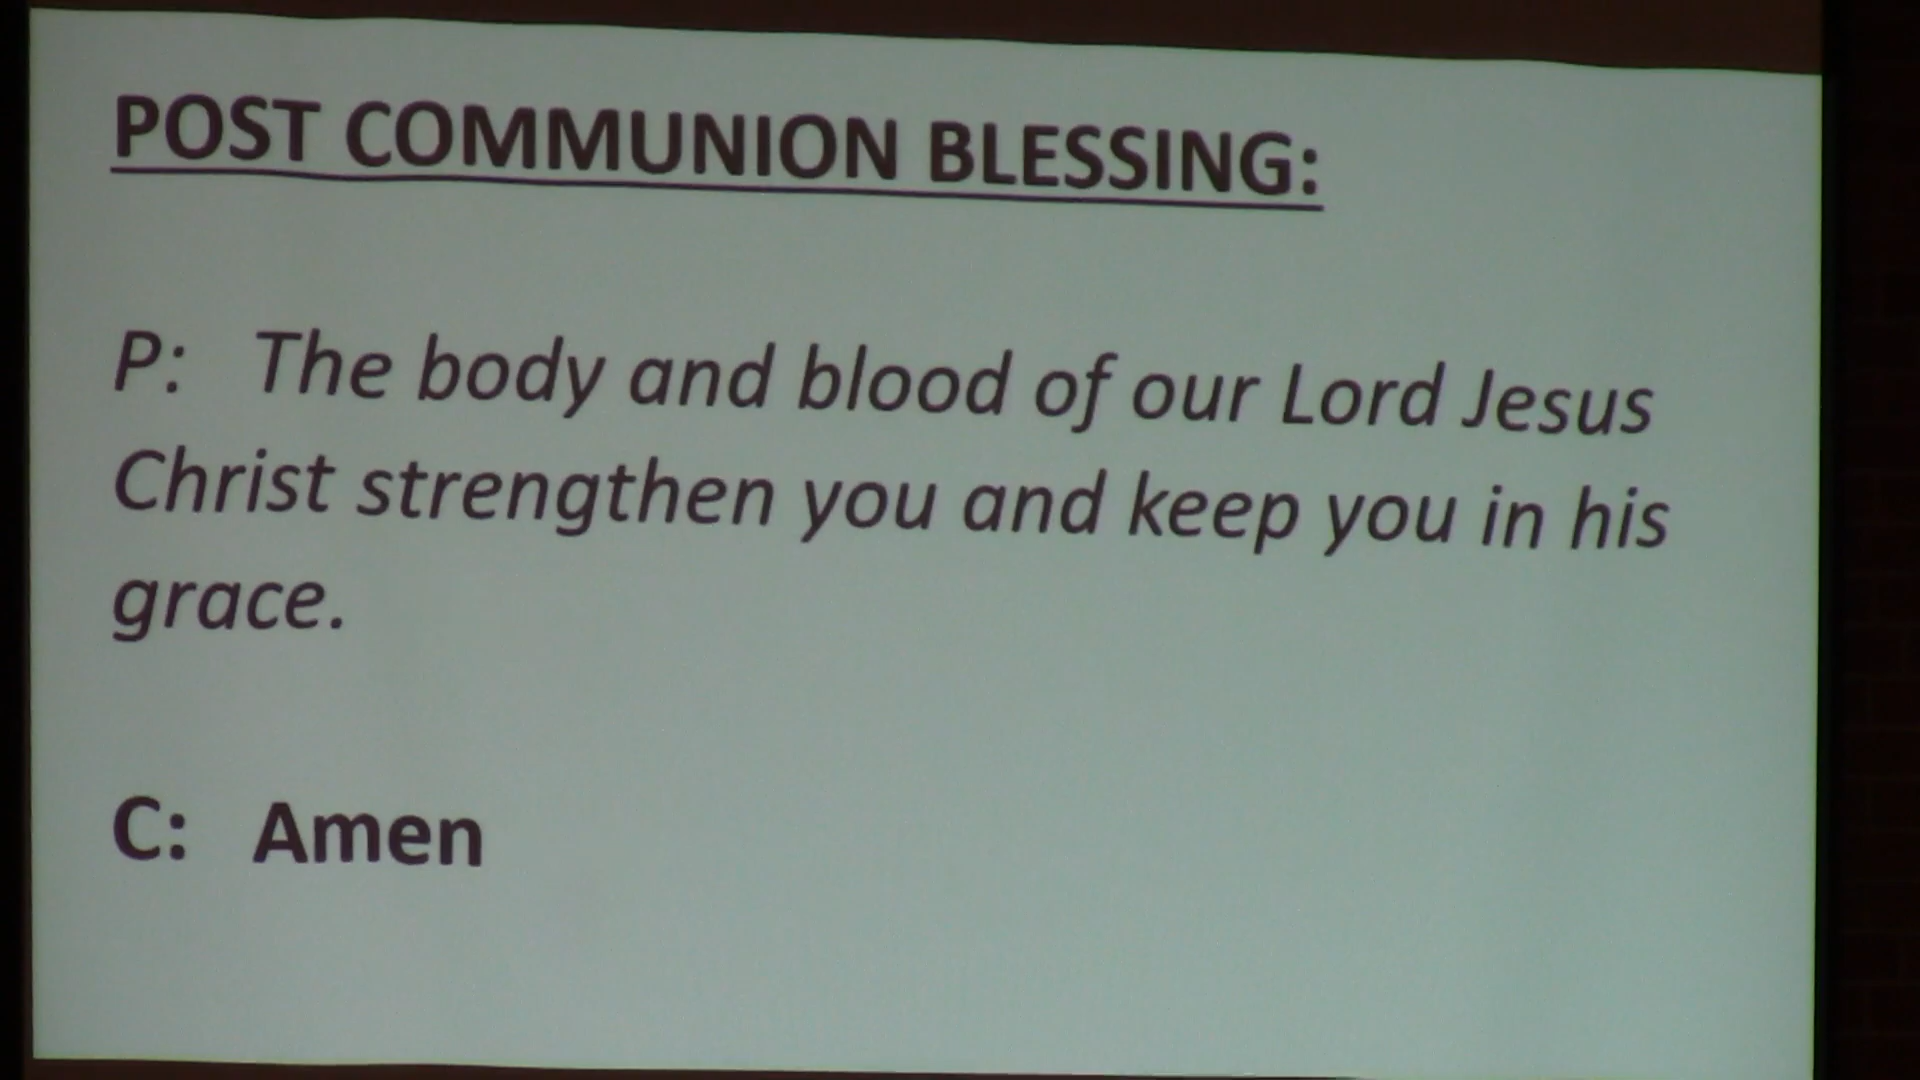 POST COMMUNION BLESSING:
P: The body and blood of our Lord Jesus
Christ strengthen you and keep you in his
grace.
C: Amen